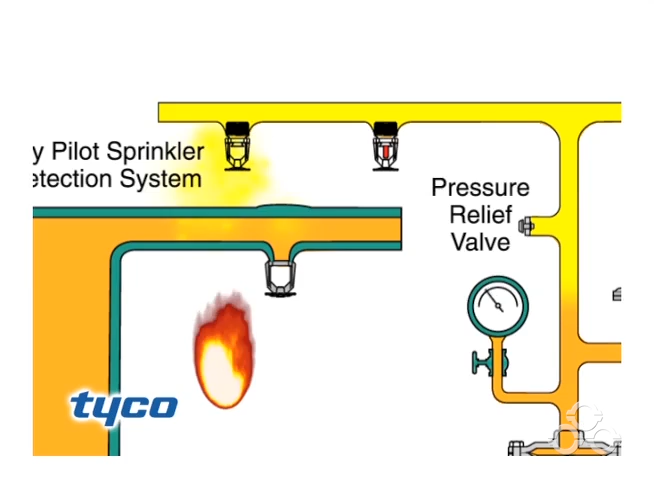 y Pilot Sprinkler
etection System
Pressure
Relief
Valve
tyco